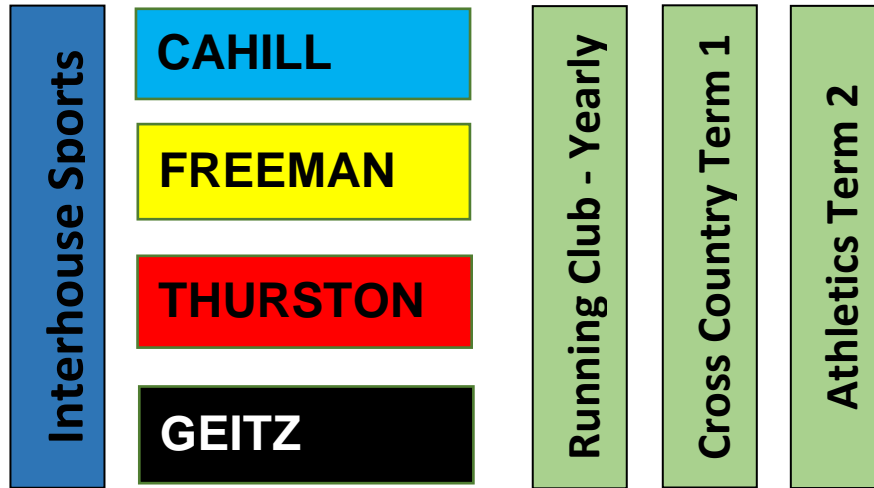 Interhouse Sports
CAHILL
FREEMAN
THURSTON
GEITZ
Running Club - Yearly
Cross Country Term 1
Athletics Term 2